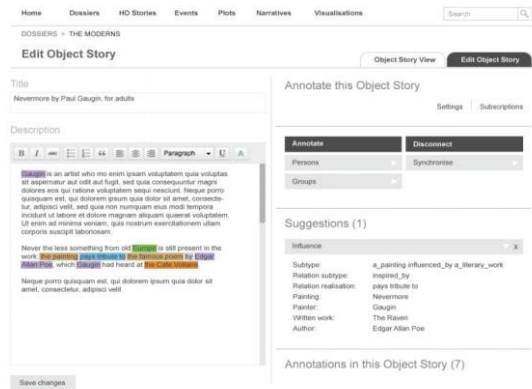 Home Dossiers HO Stories Events Plots Narratives Visualisations Search
DOSSIERS > THE MODERNS
Edit Object Story
Object Story View Edit Object Story
Title
Nevermore by Paul Gaugin, for adults
Description
B I ABC Paragraph U A
Gaugin is an artist who mo enim ipsam voluptatem quia voluptas
sit aspernatur aut odit aut fugit, sed quia consequuntur magni
dolores eos qui ratione voluptatem sequi nesciunt. Neque porro
quisquam est, qui dolorem ipsum quia dolor sit amet, consecte-
tur, adipisci velit, sed quia non numquam eius modi tempora
incidunt ut labore et dolore magnam aliquam quaerat voluptatem.
Ut enim ad minima veniam, quis nostrum exercitationem ullam
corporis suscipit laboriosam.
Never the less something from old Europe is still present in the
work: the painting pays tribute to the famous poem by Edgar
Allan Poe, which Gaugin had heard at the Cafe Voltaire.
Neque porro quisquam est, qui dolorem ipsum quia dolor sit
amet, consectetur, adipisci velit
Save changes
Annotate this Object Story
Settings Subscriptions
Annotate Disconnect
Persons Synchronise
Groups
Suggestions (1)
Influence x
Subtype: a_painting influenced_by a_literary_work
Relation subtype: inspired_by
Relation realisation: pays tribute to
Painting: Nevermore
Painter: Gaugin
Written work: The Raven
Author: Edgar Allan Poe
Annotations in this Object Story (7)